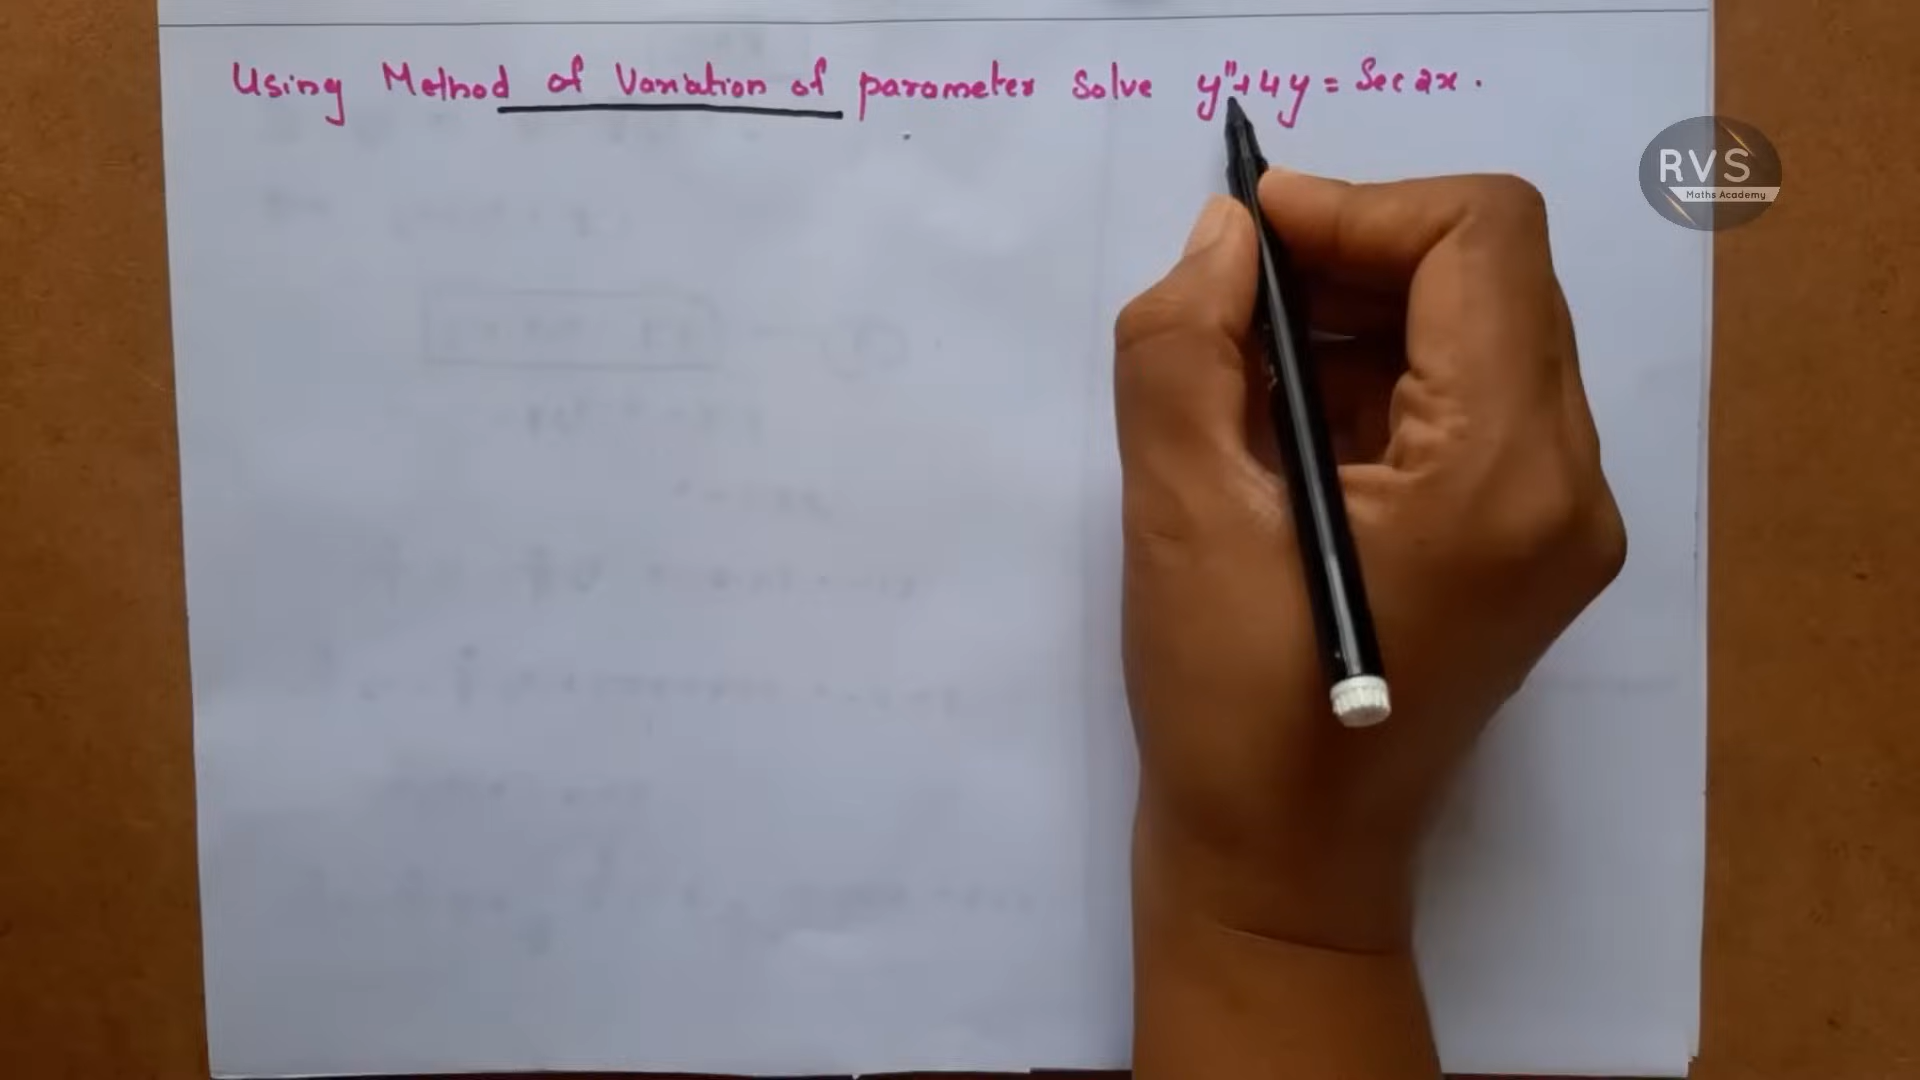 Using Method of Variation of parameter Solve y"+4y = Sec2x.
RVS
Maths Academy